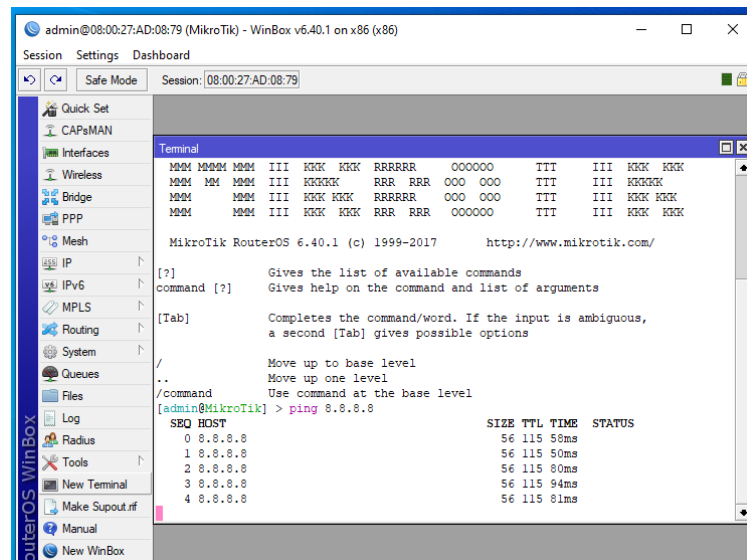 admin@08:00:27:AD:08:79 (MikroTik) - WinBox v6.40.1 on x86 (x86)
Session Settings Dashboard
Safe Mode Session: 08:00:27:AD:08:79
Quick Set
CAPsMAN
Interfaces
Wireless
Bridge
PPP
Mesh
IP
IPv6
MPLS
Routing
System
Queues
Files
Log
Radius
Tools
New Terminal
Make Supout.rif
Manual
New WinBox
outerOS WinBox
Terminal
MMM MMMM MMM III KKK KKK RRRRRR OOOOOO TTT III KKK KKK
MMM MM MMM III KKKKK RRR RRR OOO OOO TTT III KKKKK
MMM MMM III KKK KKK RRRRRR OOO OOO TTT III KKK KKK
MMM MMM III KKK KKK RRR RRR OOOOOO TTT III KKK KKK
MikroTik RouterOS 6.40.1 (c) 1999-2017 http://www.mikrotik.com/
[?] Gives the list of available commands
command [?] Gives help on the command and list of arguments
[Tab] Completes the command/word. If the input is ambiguous,
a second [Tab] gives possible options
/ Move up to base level
.. Move up one level
/command Use command at the base level
[admin@MikroTik] > ping 8.8.8.8
SEQ HOST SIZE TTL TIME STATUS
0 8.8.8.8 56 115 58ms
1 8.8.8.8 56 115 50ms
2 8.8.8.8 56 115 80ms
3 8.8.8.8 56 115 94ms
4 8.8.8.8 56 115 81ms